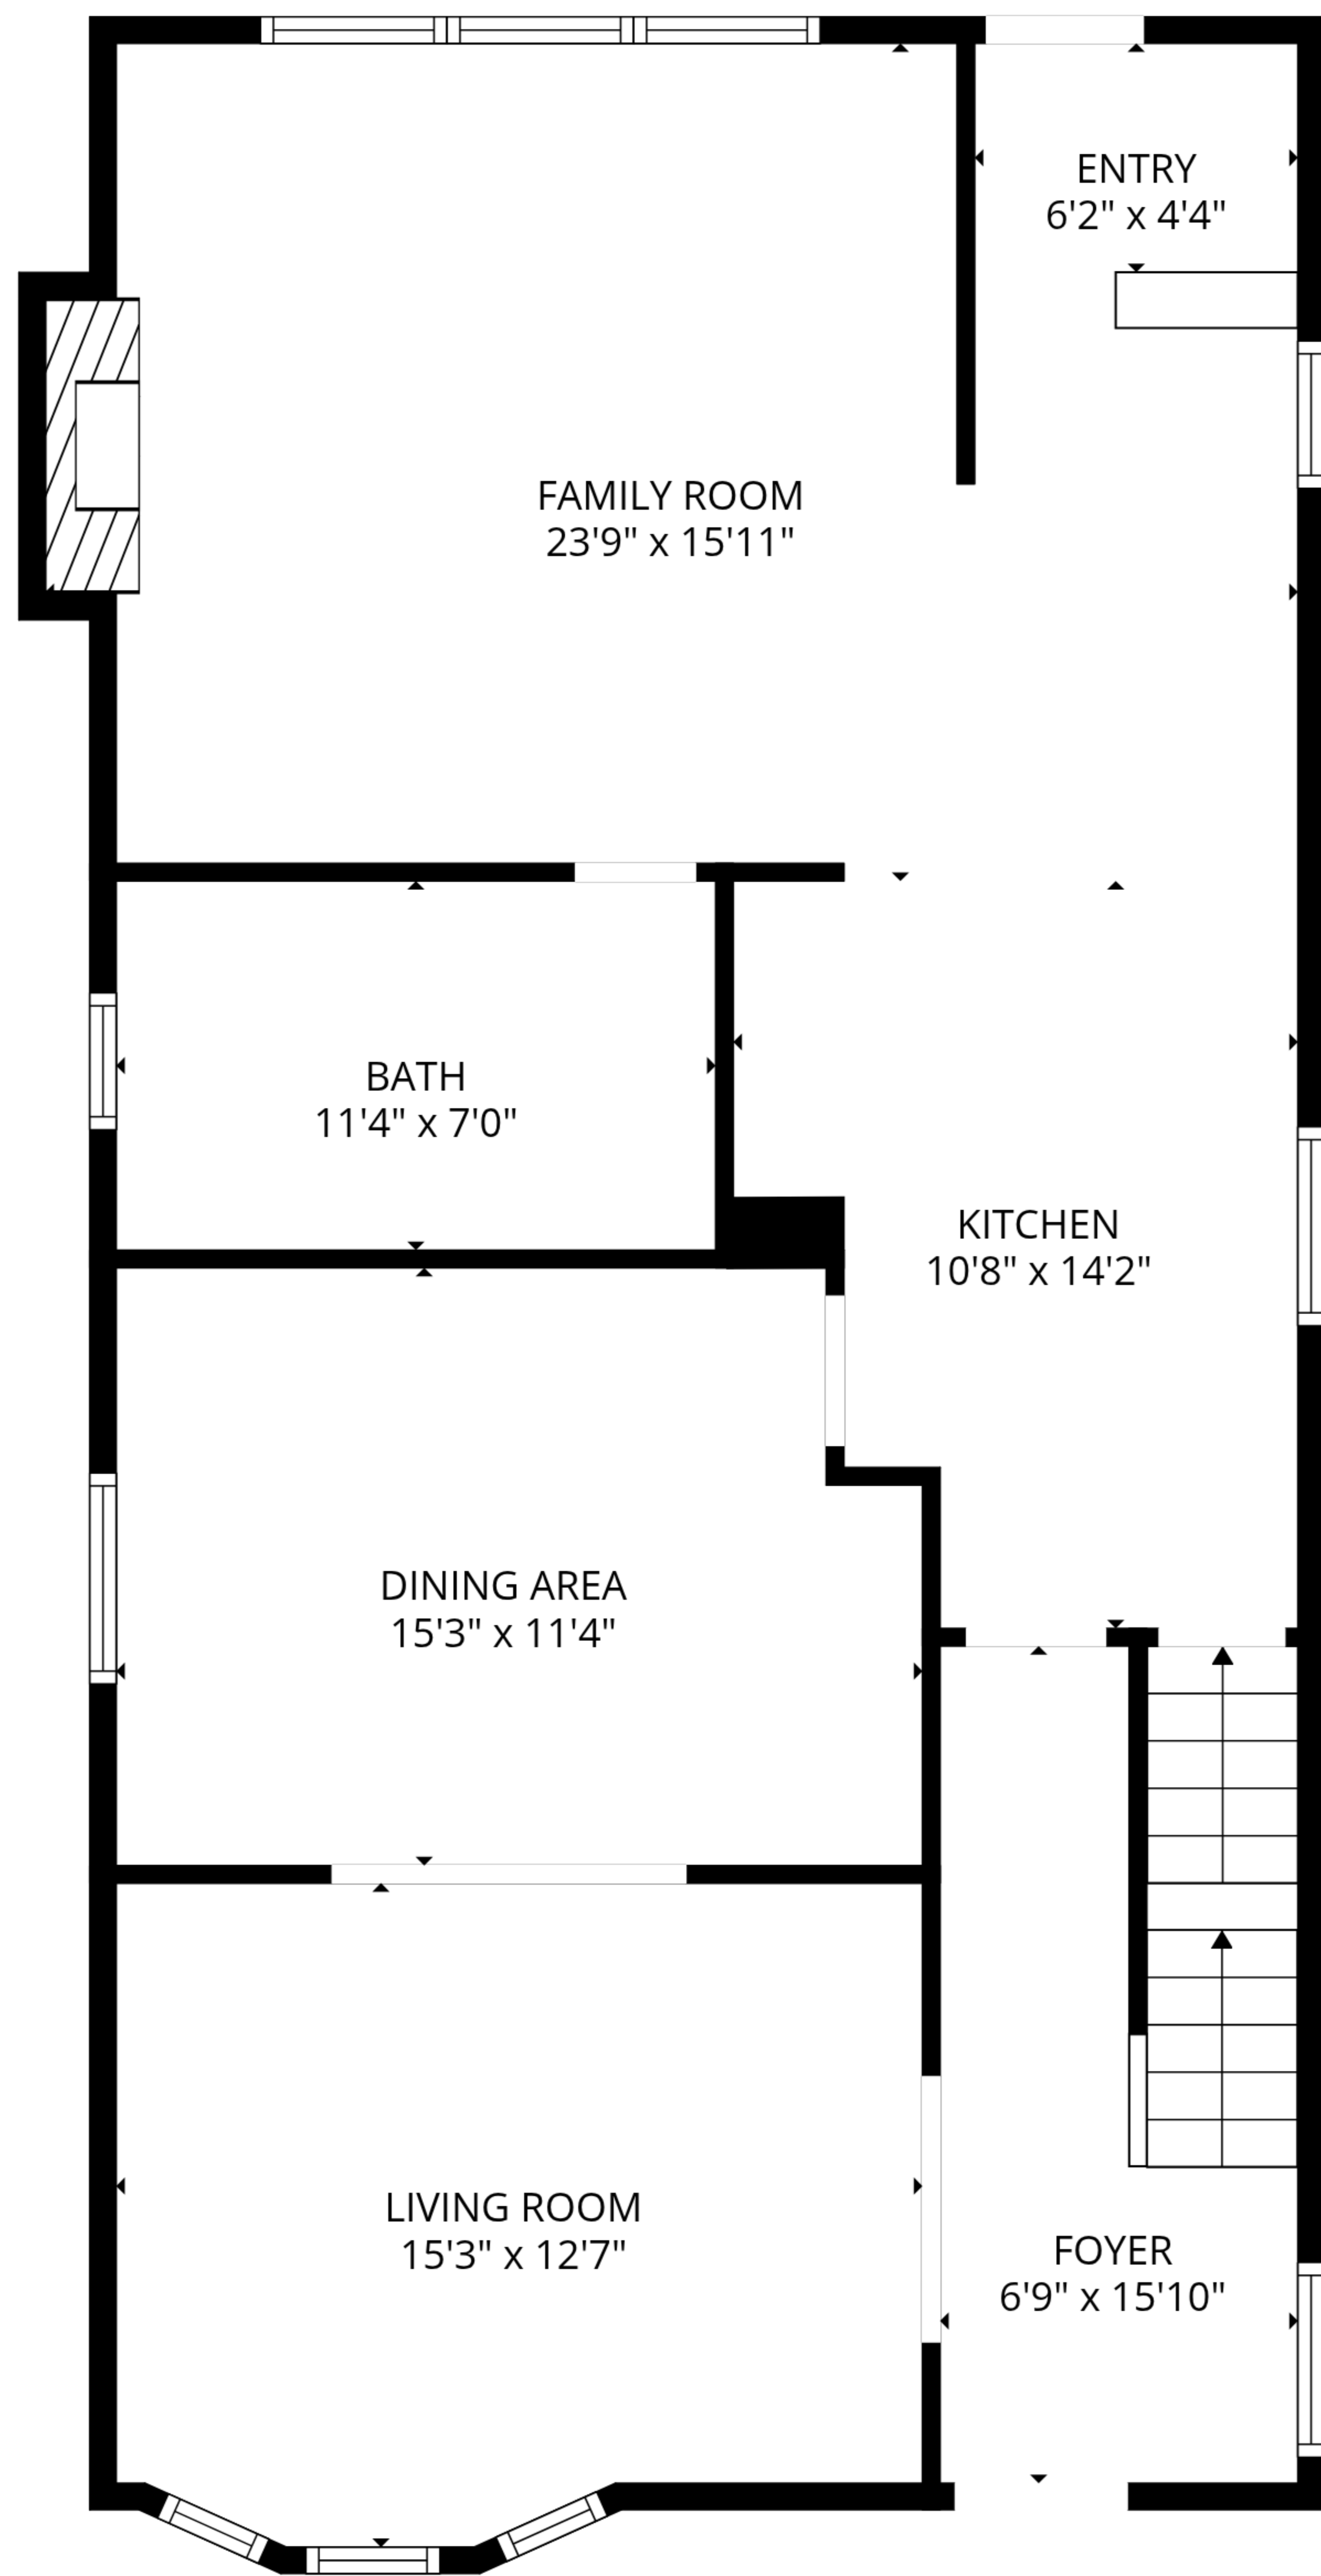 ENTRY
6'2" x 4'4"
FAMILY ROOM
23'9" x 15'11"
BATH
11'4" x 7'0"
KITCHEN
10'8" x 14'2"
DINING AREA
15'3" x 11'4"
LIVING ROOM
15'3" x 12'7"
FOYER
6'9" x 15'10"